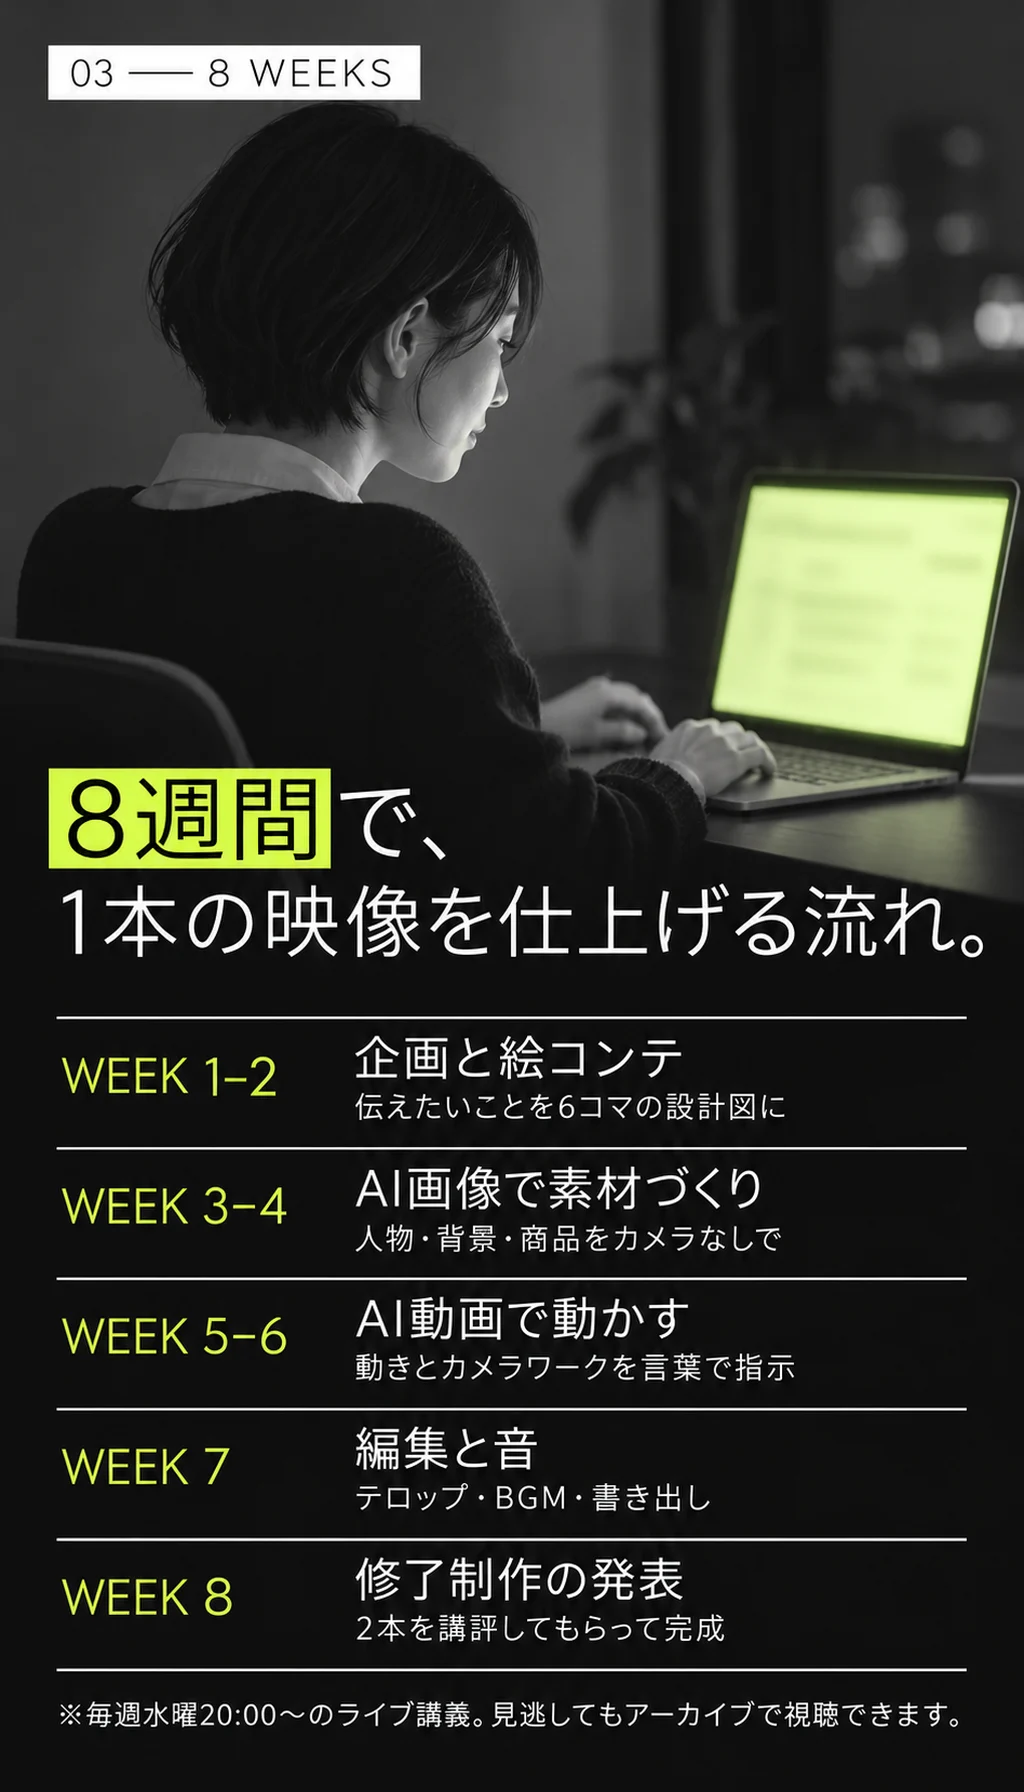 03 — 8 WEEKS
8週間で、
1本の映像を仕上げる流れ。
WEEK 1–2
企画と絵コンテ
伝えたいことを6コマの設計図に
WEEK 3–4
AI画像で素材づくり
人物・背景・商品をカメラなしで
WEEK 5–6
AI動画で動かす
動きとカメラワークを言葉で指示
WEEK 7
編集と音
テロップ・BGM・書き出し
WEEK 8
修了制作の発表
2本を講評してもらって完成
※毎週水曜20:00〜のライブ講義。見逃してもアーカイブで視聴できます。